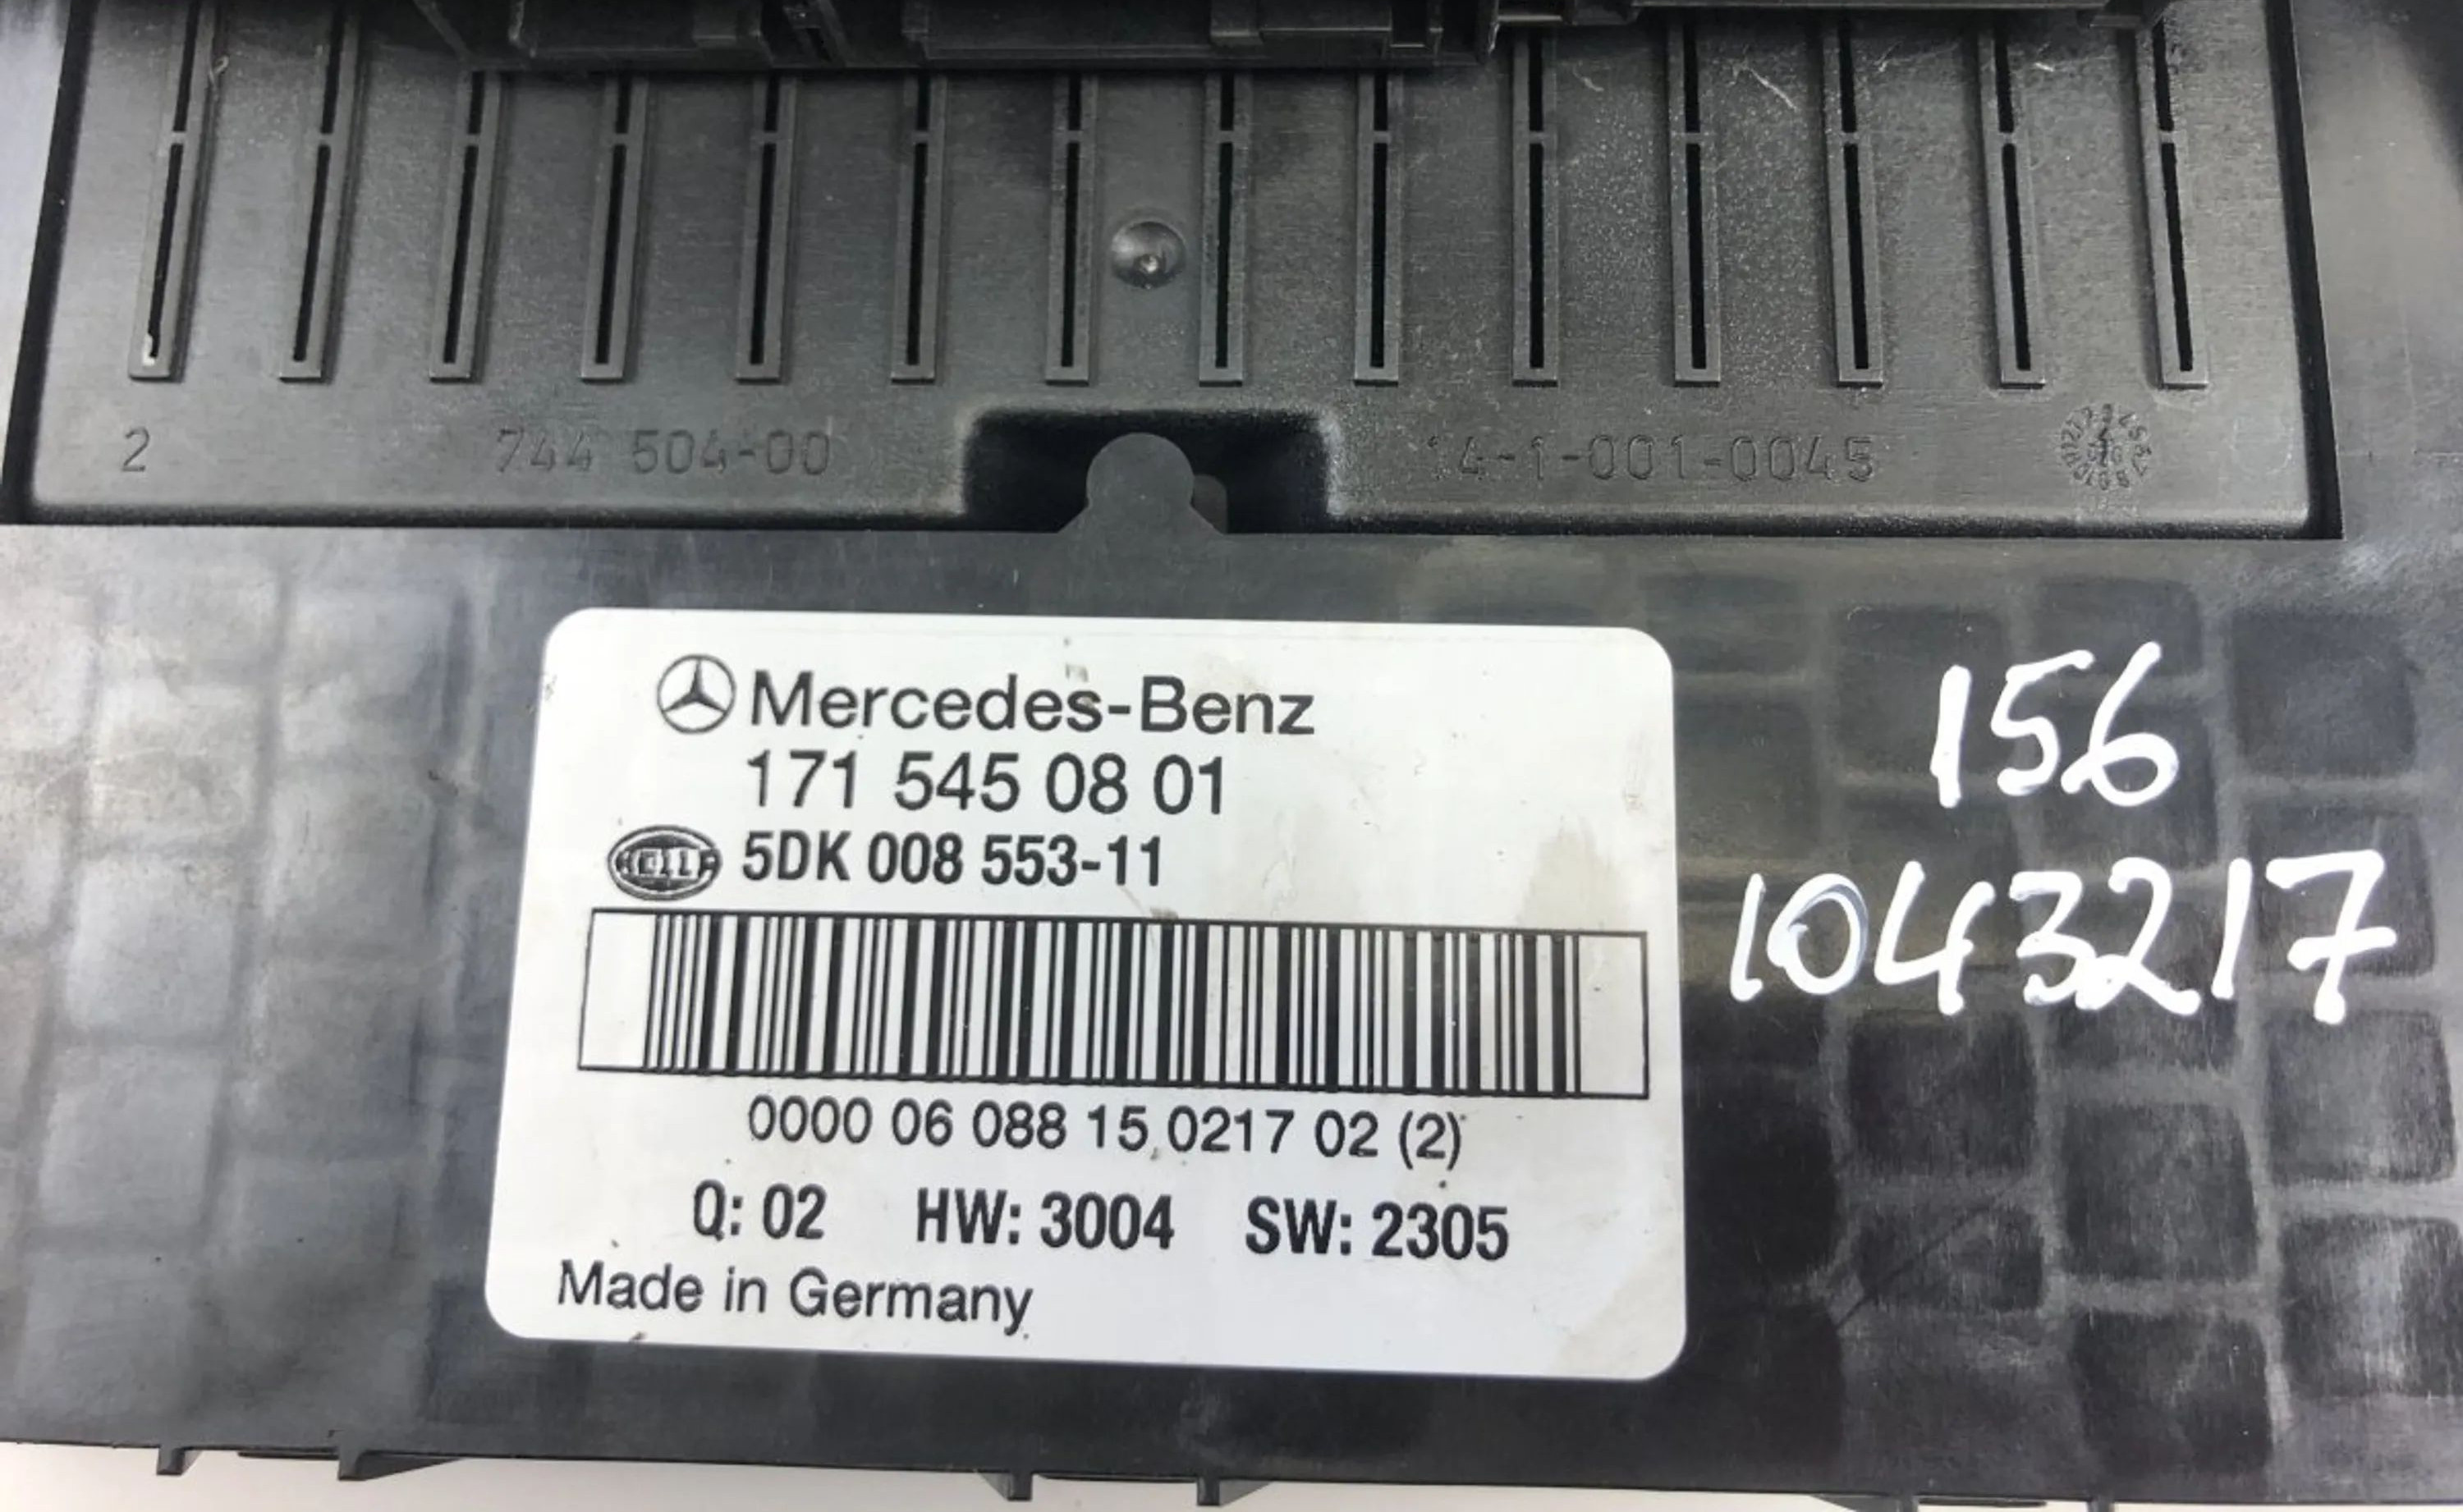 2 744 504-00 14-1-001-0045
Mercedes-Benz
171 545 08 01
HELLA 5DK 008 553-11
0000 06 088 15 0217 02 (2)
Q: 02 HW: 3004 SW: 2305
Made in Germany
156
1043217